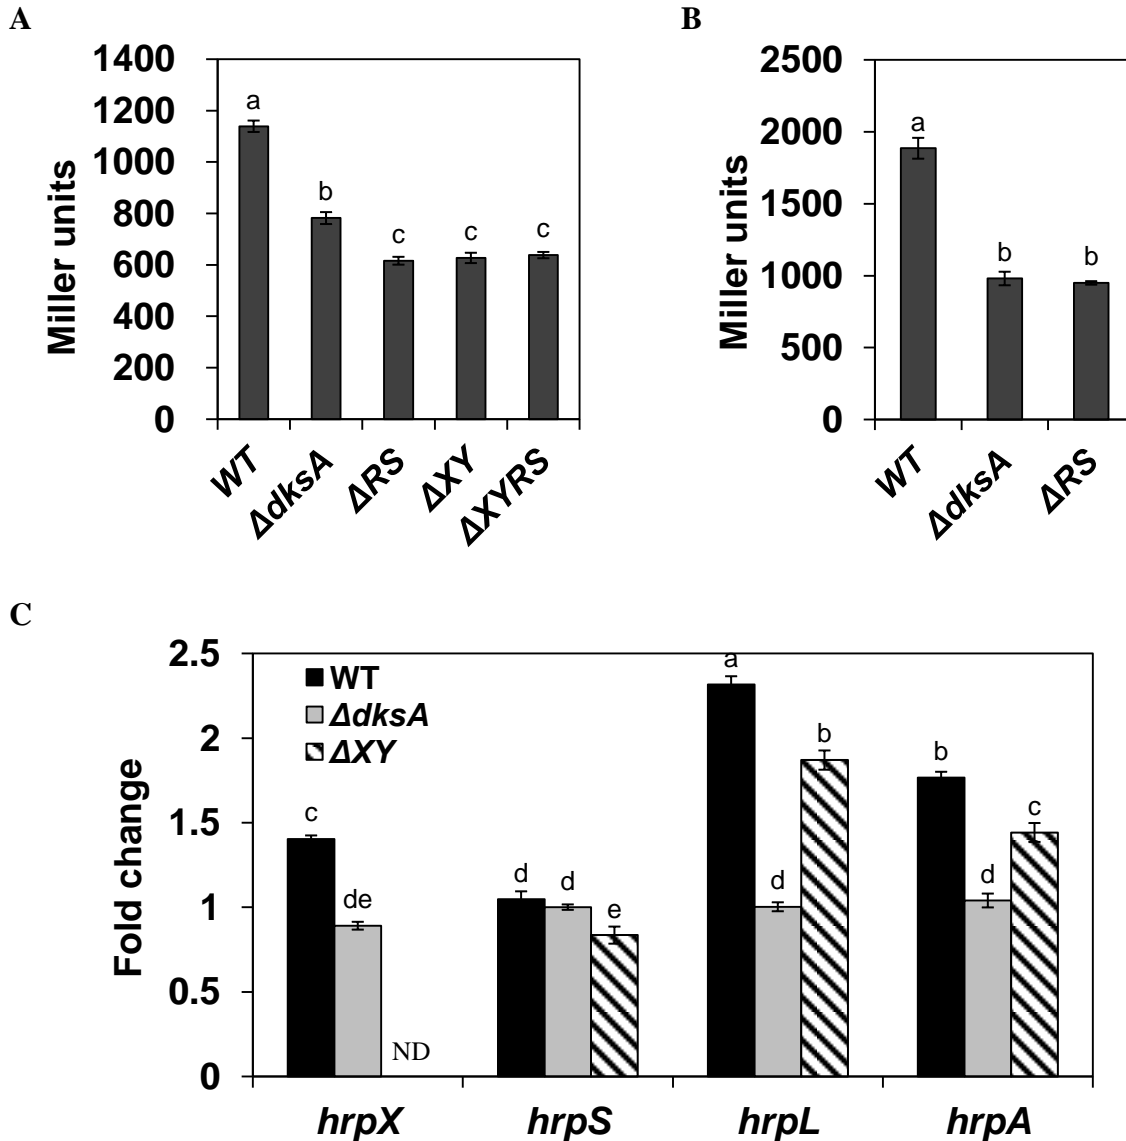 A
B
Miller units
1400
1200
1000
800
600
400
200
0
a
b
c
c
c
WT
ΔdksA
ΔRS
ΔXY
ΔXYRS
Miller units
2500
2000
1500
1000
500
0
a
b
b
WT
ΔdksA
ΔRS
C
Fold change
2.5
2
1.5
1
0.5
0
WT
ΔdksA
ΔXY
c
de
ND
d
d
e
a
d
b
b
d
c
hrpX
hrpS
hrpL
hrpA